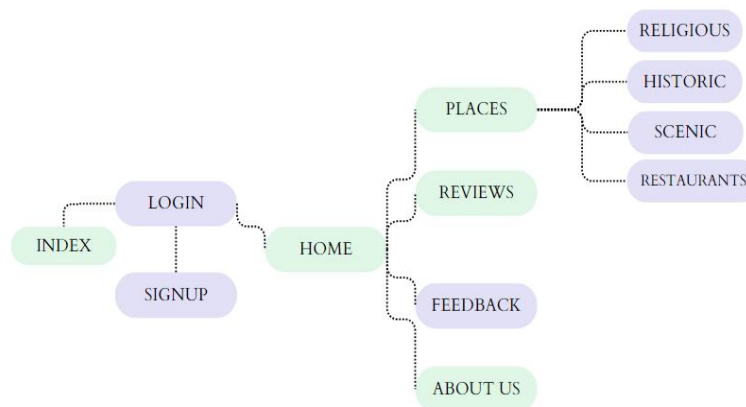 RELIGIOUS
HISTORIC
PLACES
SCENIC
RESTAURANTS
REVIEWS
LOGIN
INDEX
HOME
SIGNUP
FEEDBACK
ABOUT US